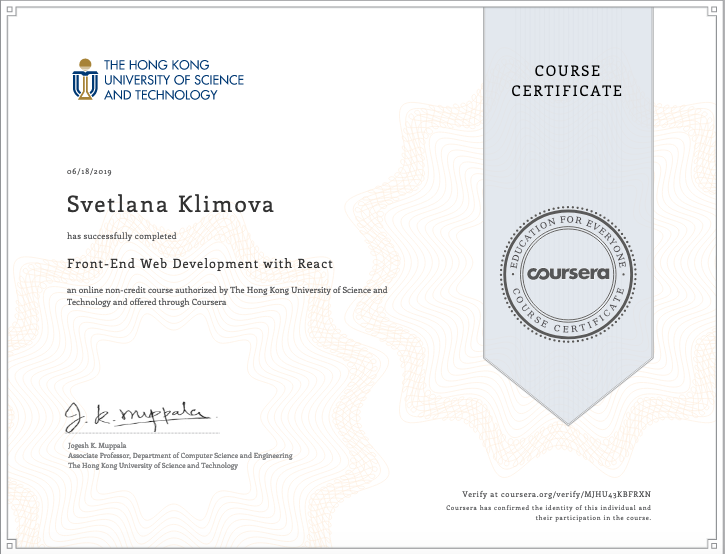 THE HONG KONG
UNIVERSITY OF SCIENCE
AND TECHNOLOGY
COURSE
CERTIFICATE
06/18/2019
Svetlana Klimova
has successfully completed
Front-End Web Development with React
an online non-credit course authorized by The Hong Kong University of Science and
Technology and offered through Coursera
EDUCATION FOR EVERYONE
coursera
COURSE CERTIFICATE
J. K. Muppala
Jogesh K. Muppala
Associate Professor, Department of Computer Science and Engineering
The Hong Kong University of Science and Technology
Verify at coursera.org/verify/MJHU43KBFRXN
Coursera has confirmed the identity of this individual and
their participation in the course.